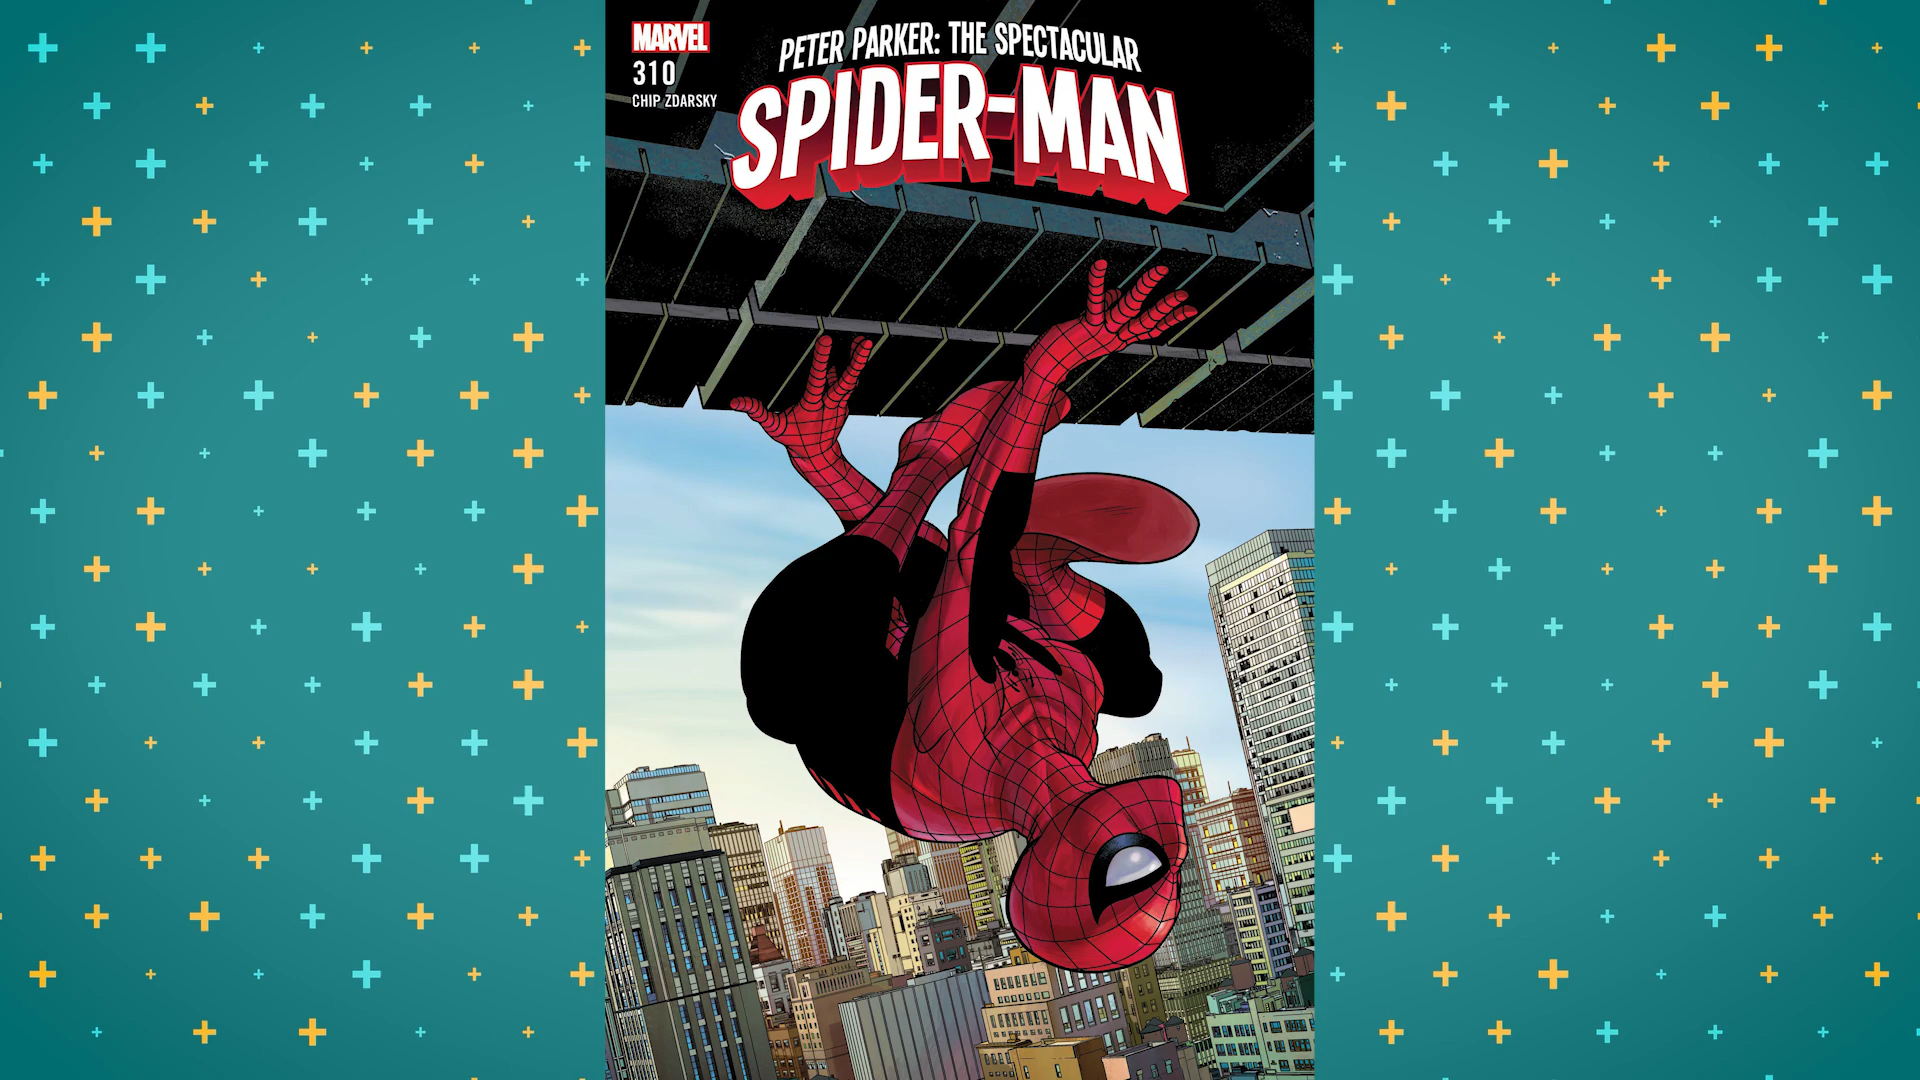 MARVEL
310
CHIP ZDARSKY
PETER PARKER: THE SPECTACULAR
SPIDER-MAN